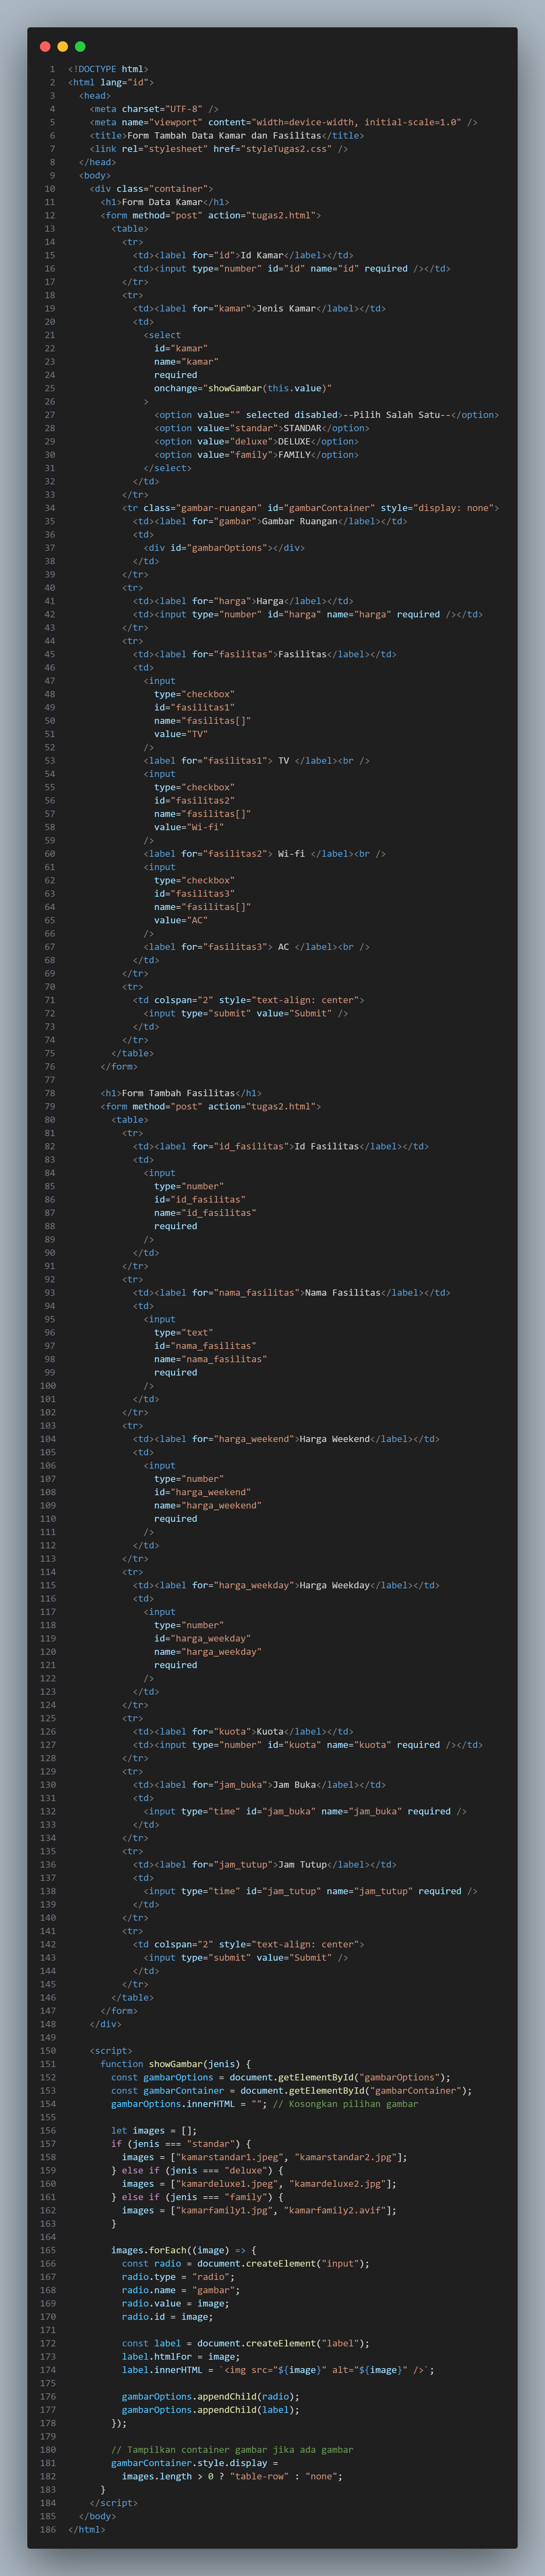 1 <!DOCTYPE html>
2 <html lang="id">
3   <head>
4     <meta charset="UTF-8" />
5     <meta name="viewport" content="width=device-width, initial-scale=1.0" />
6     <title>Form Tambah Data Kamar dan Fasilitas</title>
7     <link rel="stylesheet" href="styleTugas2.css" />
8   </head>
9   <body>
10     <div class="container">
11       <h1>Form Data Kamar</h1>
12       <form method="post" action="tugas2.html">
13         <table>
14           <tr>
15             <td><label for="id">Id Kamar</label></td>
16             <td><input type="number" id="id" name="id" required /></td>
17           </tr>
18           <tr>
19             <td><label for="kamar">Jenis Kamar</label></td>
20             <td>
21               <select
22                 id="kamar"
23                 name="kamar"
24                 required
25                 onchange="showGambar(this.value)"
26               >
27                 <option value="" selected disabled>--Pilih Salah Satu--</option>
28                 <option value="standar">STANDAR</option>
29                 <option value="deluxe">DELUXE</option>
30                 <option value="family">FAMILY</option>
31               </select>
32             </td>
33           </tr>
34           <tr class="gambar-ruangan" id="gambarContainer" style="display: none">
35             <td><label for="gambar">Gambar Ruangan</label></td>
36             <td>
37               <div id="gambarOptions"></div>
38             </td>
39           </tr>
40           <tr>
41             <td><label for="harga">Harga</label></td>
42             <td><input type="number" id="harga" name="harga" required /></td>
43           </tr>
44           <tr>
45             <td><label for="fasilitas">Fasilitas</label></td>
46             <td>
47               <input
48                 type="checkbox"
49                 id="fasilitas1"
50                 name="fasilitas[]"
51                 value="TV"
52               />
53               <label for="fasilitas1"> TV </label><br />
54               <input
55                 type="checkbox"
56                 id="fasilitas2"
57                 name="fasilitas[]"
58                 value="Wi-fi"
59               />
60               <label for="fasilitas2"> Wi-fi </label><br />
61               <input
62                 type="checkbox"
63                 id="fasilitas3"
64                 name="fasilitas[]"
65                 value="AC"
66               />
67               <label for="fasilitas3"> AC </label><br />
68             </td>
69           </tr>
70           <tr>
71             <td colspan="2" style="text-align: center">
72               <input type="submit" value="Submit" />
73             </td>
74           </tr>
75         </table>
76       </form>
77
78       <h1>Form Tambah Fasilitas</h1>
79       <form method="post" action="tugas2.html">
80         <table>
81           <tr>
82             <td><label for="id_fasilitas">Id Fasilitas</label></td>
83             <td>
84               <input
85                 type="number"
86                 id="id_fasilitas"
87                 name="id_fasilitas"
88                 required
89               />
90             </td>
91           </tr>
92           <tr>
93             <td><label for="nama_fasilitas">Nama Fasilitas</label></td>
94             <td>
95               <input
96                 type="text"
97                 id="nama_fasilitas"
98                 name="nama_fasilitas"
99                 required
100               />
101             </td>
102           </tr>
103           <tr>
104             <td><label for="harga_weekend">Harga Weekend</label></td>
105             <td>
106               <input
107                 type="number"
108                 id="harga_weekend"
109                 name="harga_weekend"
110                 required
111               />
112             </td>
113           </tr>
114           <tr>
115             <td><label for="harga_weekday">Harga Weekday</label></td>
116             <td>
117               <input
118                 type="number"
119                 id="harga_weekday"
120                 name="harga_weekday"
121                 required
122               />
123             </td>
124           </tr>
125           <tr>
126             <td><label for="kuota">Kuota</label></td>
127             <td><input type="number" id="kuota" name="kuota" required /></td>
128           </tr>
129           <tr>
130             <td><label for="jam_buka">Jam Buka</label></td>
131             <td>
132               <input type="time" id="jam_buka" name="jam_buka" required />
133             </td>
134           </tr>
135           <tr>
136             <td><label for="jam_tutup">Jam Tutup</label></td>
137             <td>
138               <input type="time" id="jam_tutup" name="jam_tutup" required />
139             </td>
140           </tr>
141           <tr>
142             <td colspan="2" style="text-align: center">
143               <input type="submit" value="Submit" />
144             </td>
145           </tr>
146         </table>
147       </form>
148     </div>
149
150     <script>
151       function showGambar(jenis) {
152         const gambarOptions = document.getElementById("gambarOptions");
153         const gambarContainer = document.getElementById("gambarContainer");
154         gambarOptions.innerHTML = ""; // Kosongkan pilihan gambar
155
156         let images = [];
157         if (jenis === "standar") {
158           images = ["kamarstandar1.jpeg", "kamarstandar2.jpg"];
159         } else if (jenis === "deluxe") {
160           images = ["kamardeluxe1.jpeg", "kamardeluxe2.jpg"];
161         } else if (jenis === "family") {
162           images = ["kamarfamily1.jpg", "kamarfamily2.avif"];
163         }
164
165         images.forEach((image) => {
166           const radio = document.createElement("input");
167           radio.type = "radio";
168           radio.name = "gambar";
169           radio.value = image;
170           radio.id = image;
171
172           const label = document.createElement("label");
173           label.htmlFor = image;
174           label.innerHTML = `<img src="${image}" alt="${image}" />`;
175
176           gambarOptions.appendChild(radio);
177           gambarOptions.appendChild(label);
178         });
179
180         // Tampilkan container gambar jika ada gambar
181         gambarContainer.style.display =
182           images.length > 0 ? "table-row" : "none";
183       }
184     </script>
185   </body>
186 </html>